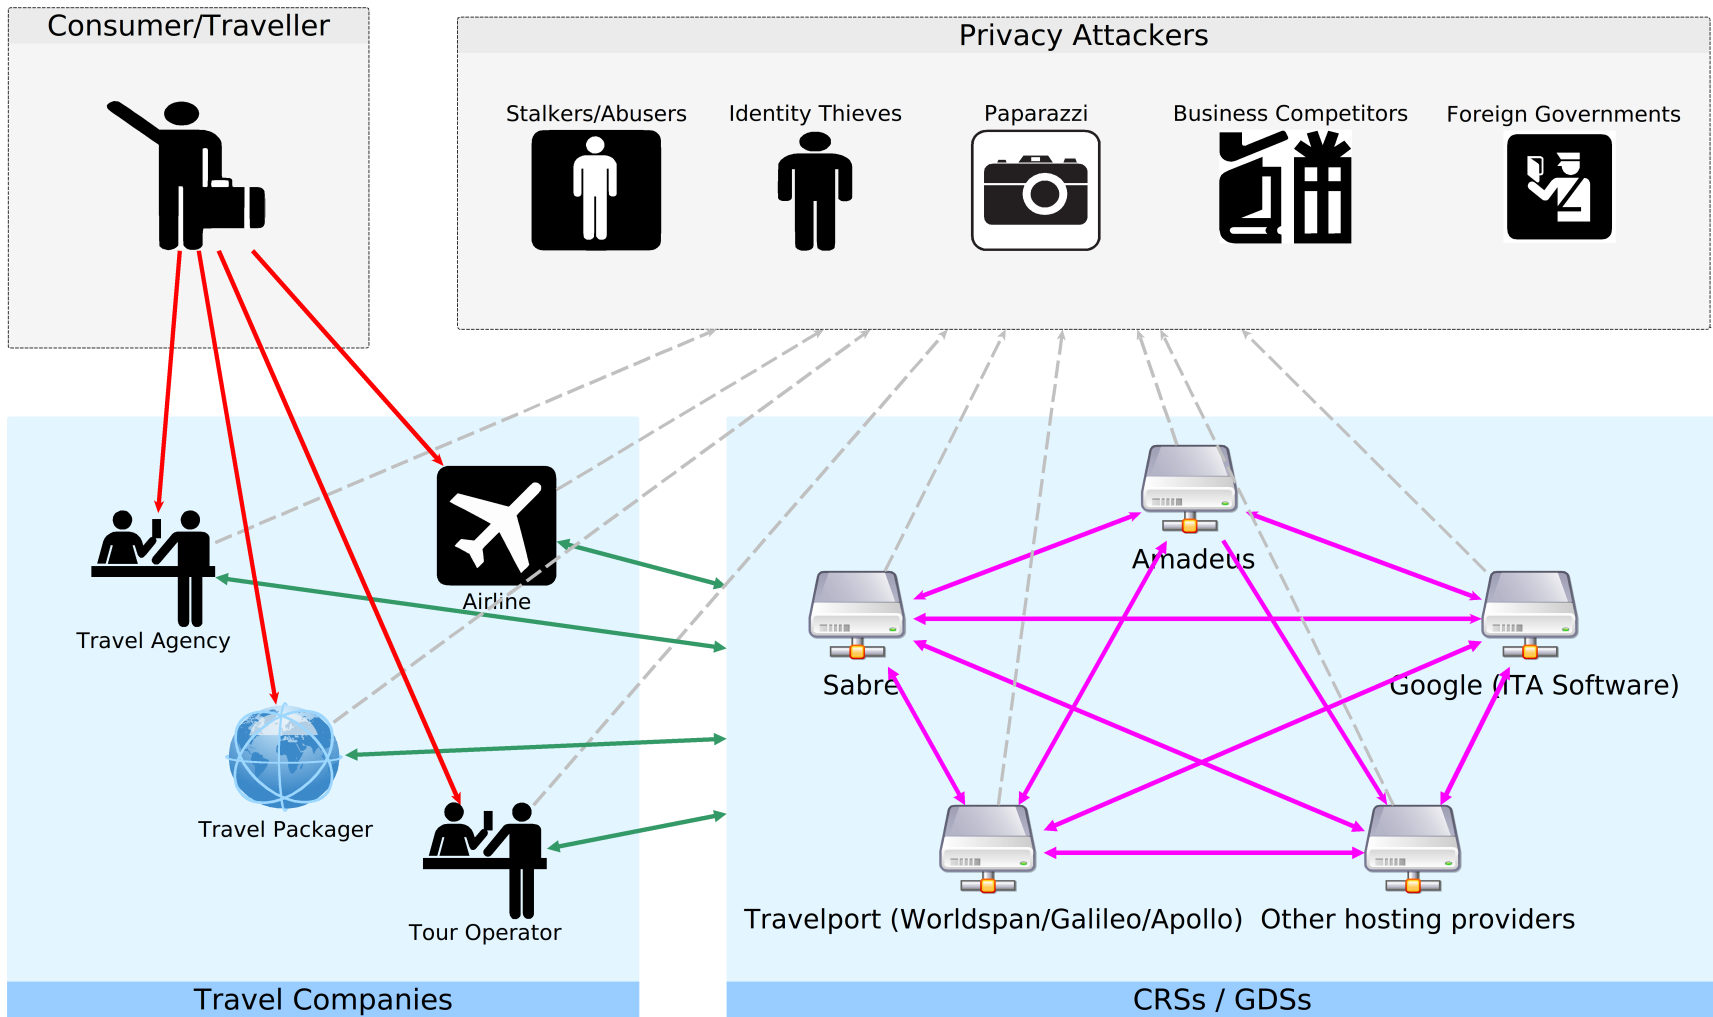 Consumer/Traveller
Privacy Attackers
Stalkers/Abusers
Identity Thieves
Paparazzi
Business Competitors
Foreign Governments
Airline
Travel Agency
Travel Packager
Tour Operator
Travel Companies
Amadeus
Sabre
Google (ITA Software)
Travelport (Worldspan/Galileo/Apollo)
Other hosting providers
CRSs / GDSs